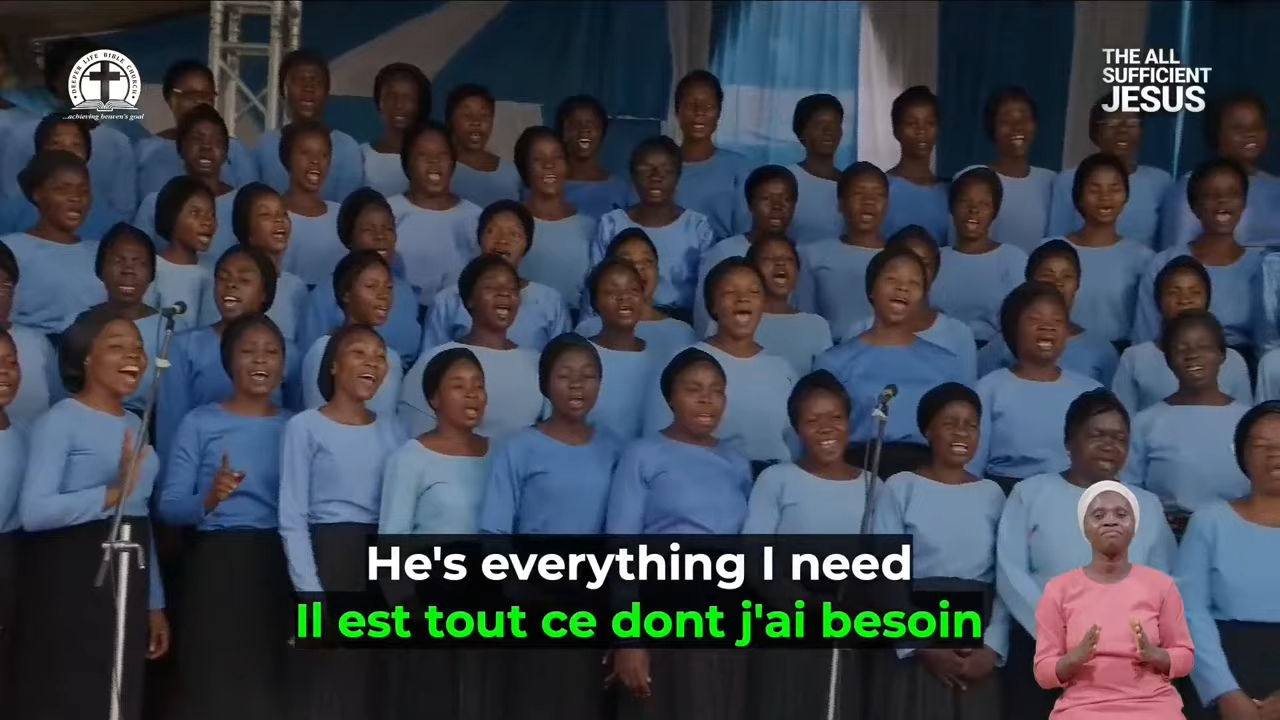 DEEPER LIFE BIBLE CHURCH
...achieving heaven's goal
THE ALL
SUFFICIENT
JESUS
He's everything I need
Il est tout ce dont j'ai besoin